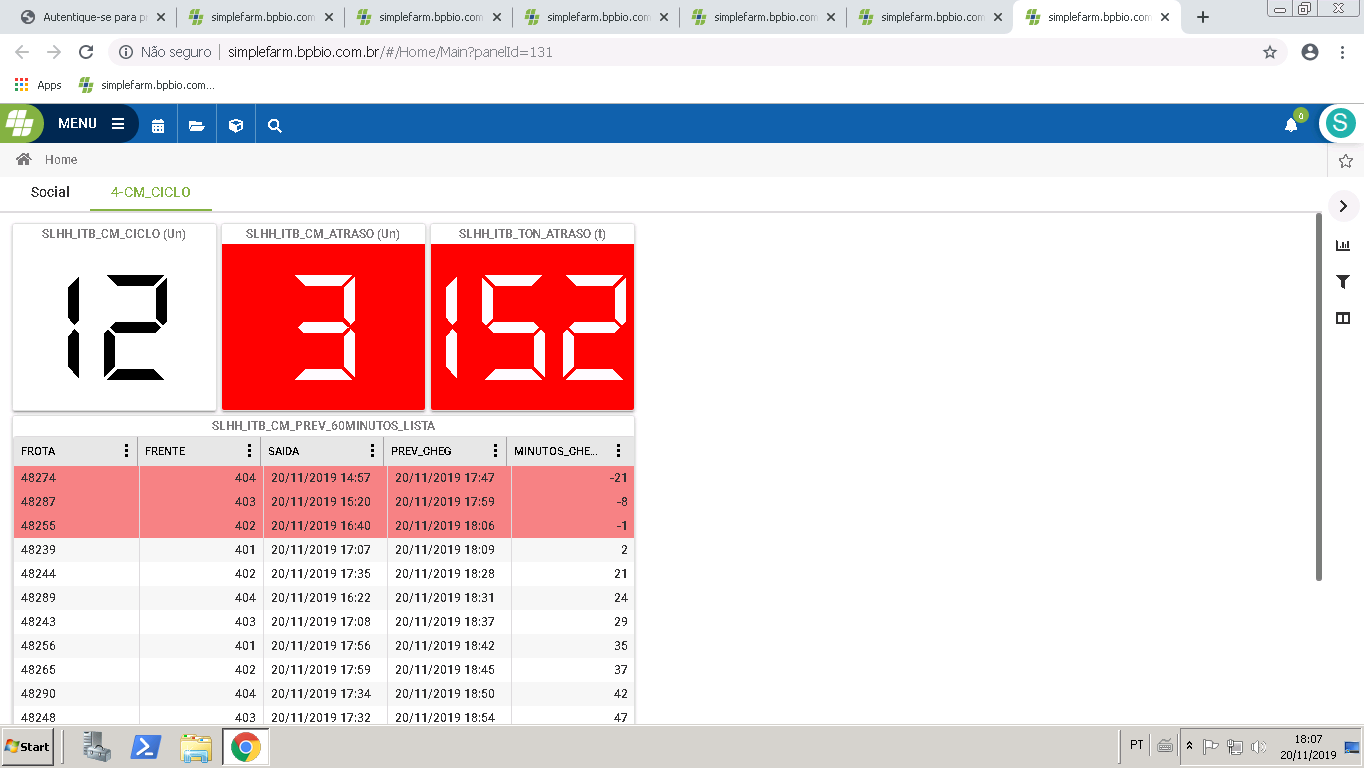 Autentique-se para pr
simplefarm.bpbio.com
simplefarm.bpbio.com
simplefarm.bpbio.com
simplefarm.bpbio.com
simplefarm.bpbio.com
simplefarm.bpbio.com
Não seguro | simplefarm.bpbio.com.br/#/Home/Main?panelId=131
Apps simplefarm.bpbio.com...
MENU
0
S
Home
Social 4-CM_CICLO
SLHH_ITB_CM_CICLO (Un) SLHH_ITB_CM_ATRASO (Un) SLHH_ITB_TON_ATRASO (t)
12 3 152
SLHH_ITB_CM_PREV_60MINUTOS_LISTA
FROTA FRENTE SAIDA PREV_CHEG MINUTOS_CHE...
48274 404 20/11/2019 14:57 20/11/2019 17:47 -21
48287 403 20/11/2019 15:20 20/11/2019 17:59 -8
48255 402 20/11/2019 16:40 20/11/2019 18:06 -1
48239 401 20/11/2019 17:07 20/11/2019 18:09 2
48244 402 20/11/2019 17:35 20/11/2019 18:28 21
48289 404 20/11/2019 16:22 20/11/2019 18:31 24
48243 403 20/11/2019 17:08 20/11/2019 18:37 29
48256 401 20/11/2019 17:56 20/11/2019 18:42 35
48265 402 20/11/2019 17:59 20/11/2019 18:45 37
48290 404 20/11/2019 17:34 20/11/2019 18:50 42
48248 403 20/11/2019 17:32 20/11/2019 18:54 47
Start
PT
18:07
20/11/2019